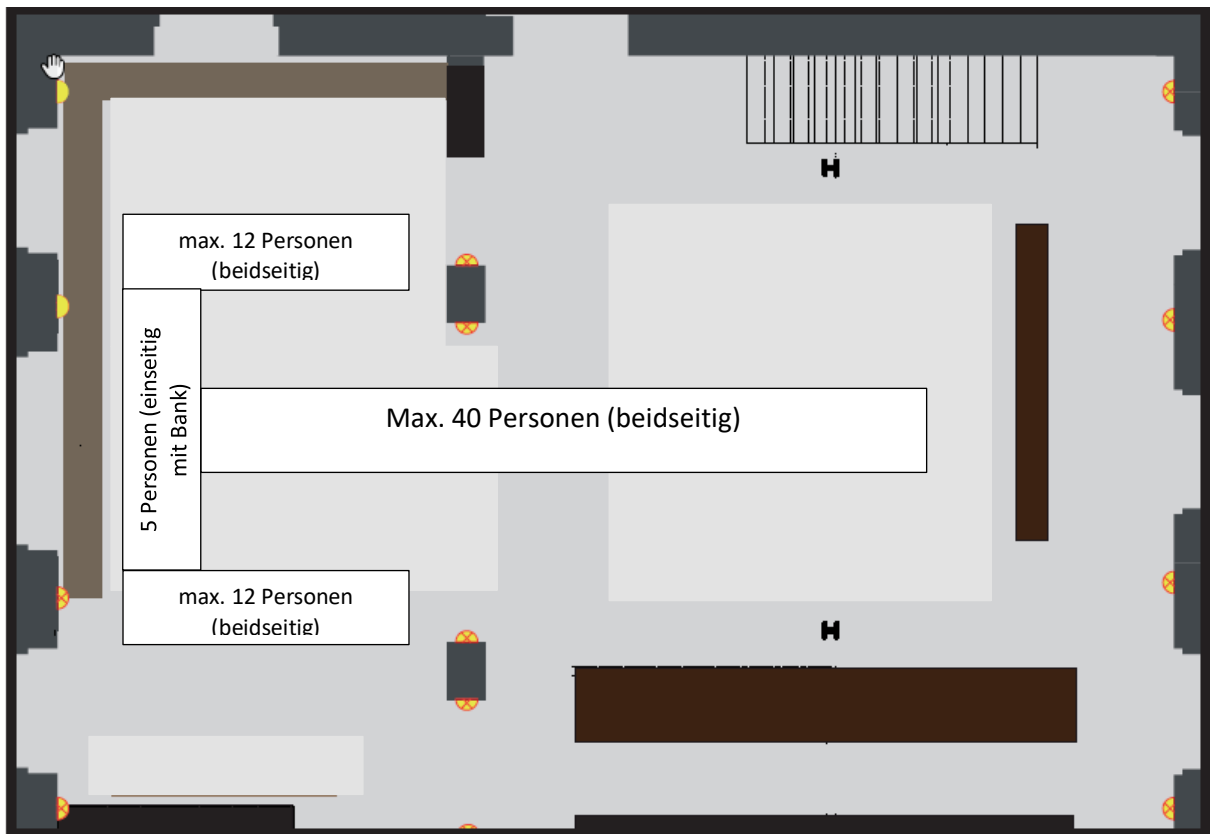 max. 12 Personen
(beidseitig)
5 Personen (einseitig
mit Bank)
Max. 40 Personen (beidseitig)
max. 12 Personen
(beidseitig)